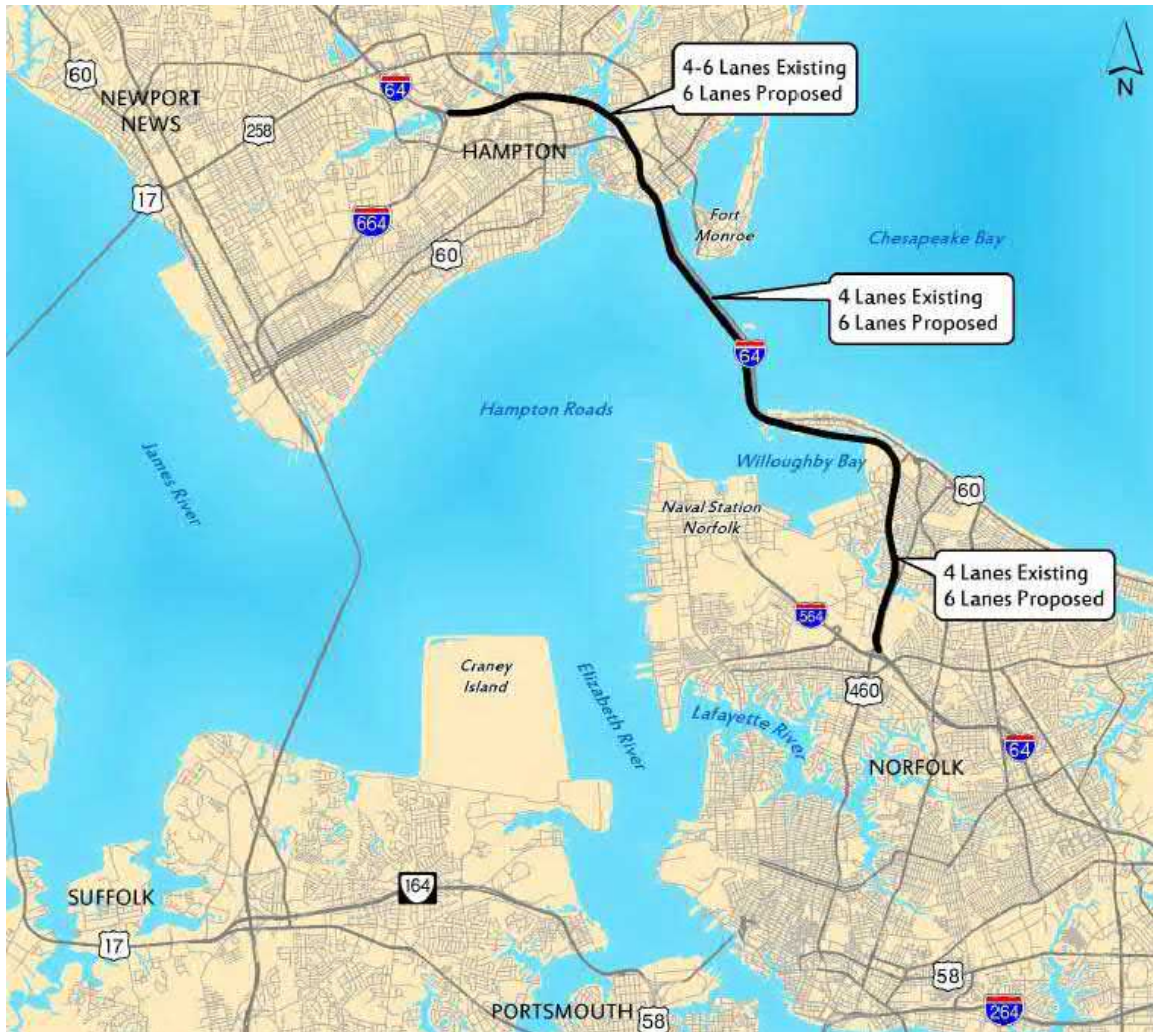 4-6 Lanes Existing
6 Lanes Proposed
N
60
64
NEWPORT
NEWS
258
HAMPTON
17
664
60
Fort
Monroe
Chesapeake Bay
4 Lanes Existing
6 Lanes Proposed
64
Hampton Roads
James River
Willoughby Bay
60
Naval Station
Norfolk
4 Lanes Existing
6 Lanes Proposed
564
Craney
Island
Elizabeth River
460
Lafayette River
64
NORFOLK
164
SUFFOLK
17
58
PORTSMOUTH
58
264